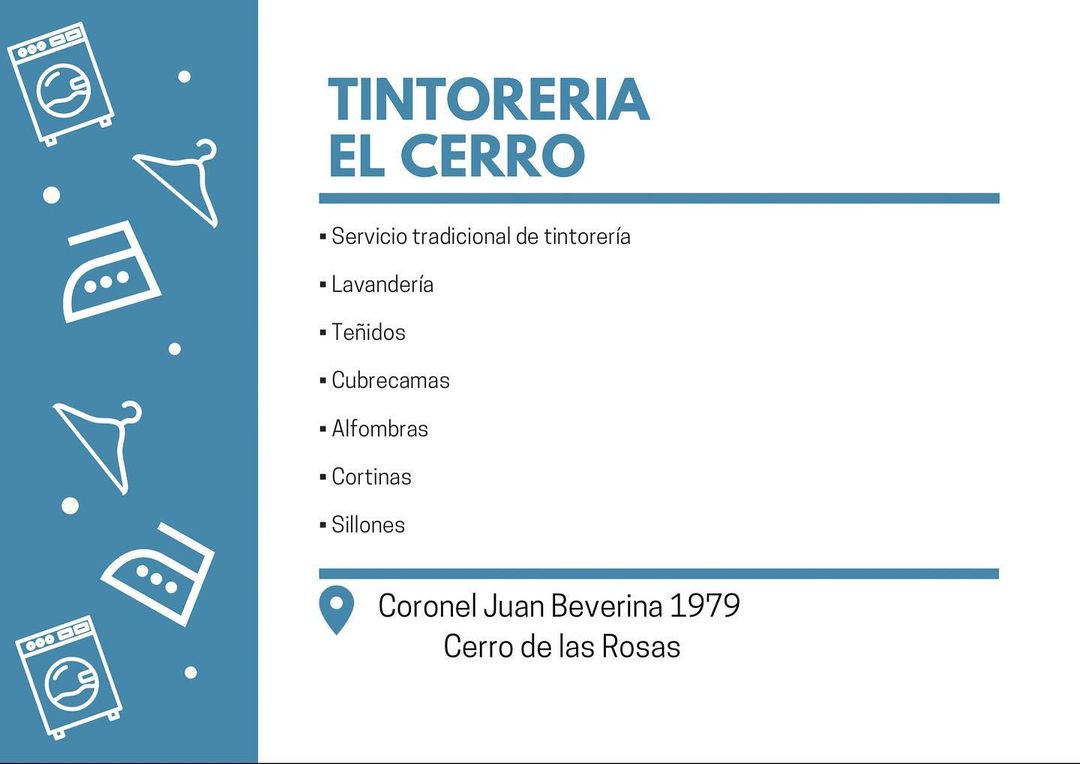 TINTORERIA
EL CERRO
▪ Servicio tradicional de tintorería
▪ Lavandería
▪ Teñidos
▪ Cubrecamas
▪ Alfombras
▪ Cortinas
▪ Sillones
Coronel Juan Beverina 1979
Cerro de las Rosas